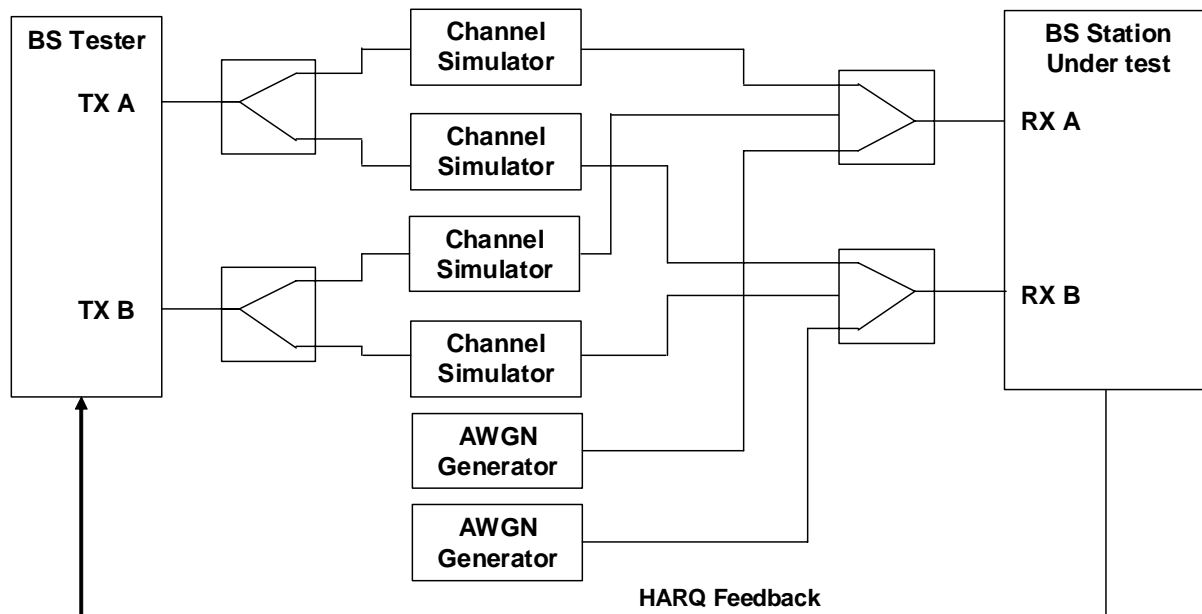 BS Tester
TX A
TX B
Channel
Simulator
Channel
Simulator
Channel
Simulator
Channel
Simulator
AWGN
Generator
AWGN
Generator
BS Station
Under test
RX A
RX B
HARQ Feedback